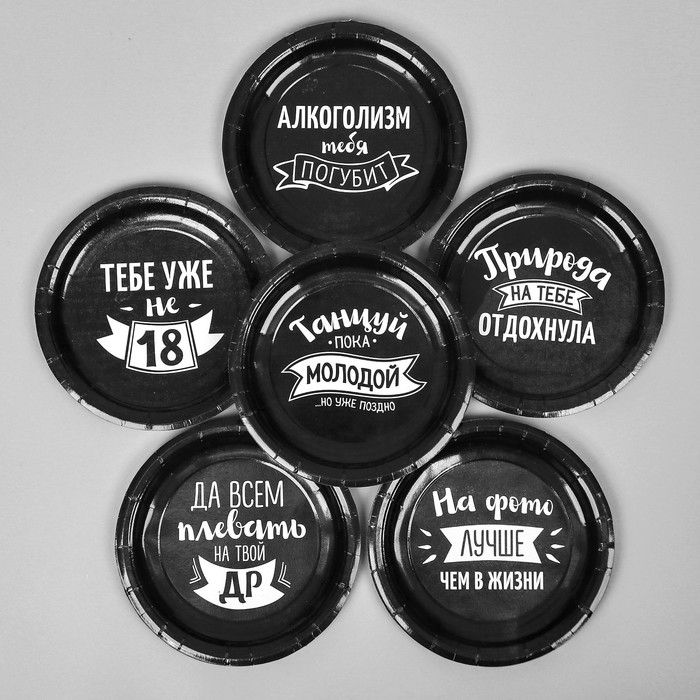 АЛКОГОЛИЗМ
тебя
ПОГУБИТ
ТЕБЕ УЖЕ
не
18
Танцуй
ПОКА
МОЛОДОЙ
...НО УЖЕ ПОЗДНО
Природа
НА ТЕБЕ
ОТДОХНУЛА
ДА ВСЕМ
плевать
НА ТВОЙ
ДР
На фото
ЛУЧШЕ
ЧЕМ В ЖИЗНИ